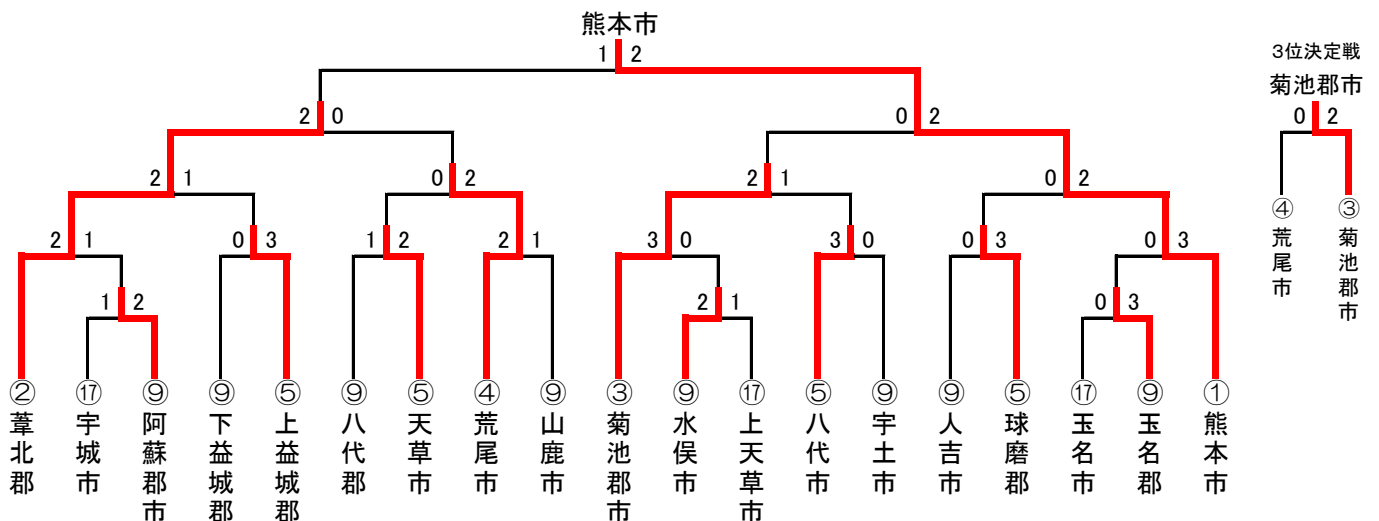 熊本市
1 2
3位決定戦
菊池郡市
0 2
2 0
0 2
2 1
0 2
2 1
0 2
④荒尾市
③菊池郡市
2 1
0 3
1 2
2 1
3 0
3 0
0 3
0 3
1 2
2 1
0 3
②葦北郡
⑰宇城市
⑨阿蘇郡市
⑨下益城郡
⑤上益城郡
⑨八代郡
⑤天草市
④荒尾市
⑨山鹿市
③菊池郡市
⑨水俣市
⑰上天草市
⑤八代市
⑨宇土市
⑨人吉市
⑤球磨郡
⑰玉名市
⑨玉名郡
①熊本市